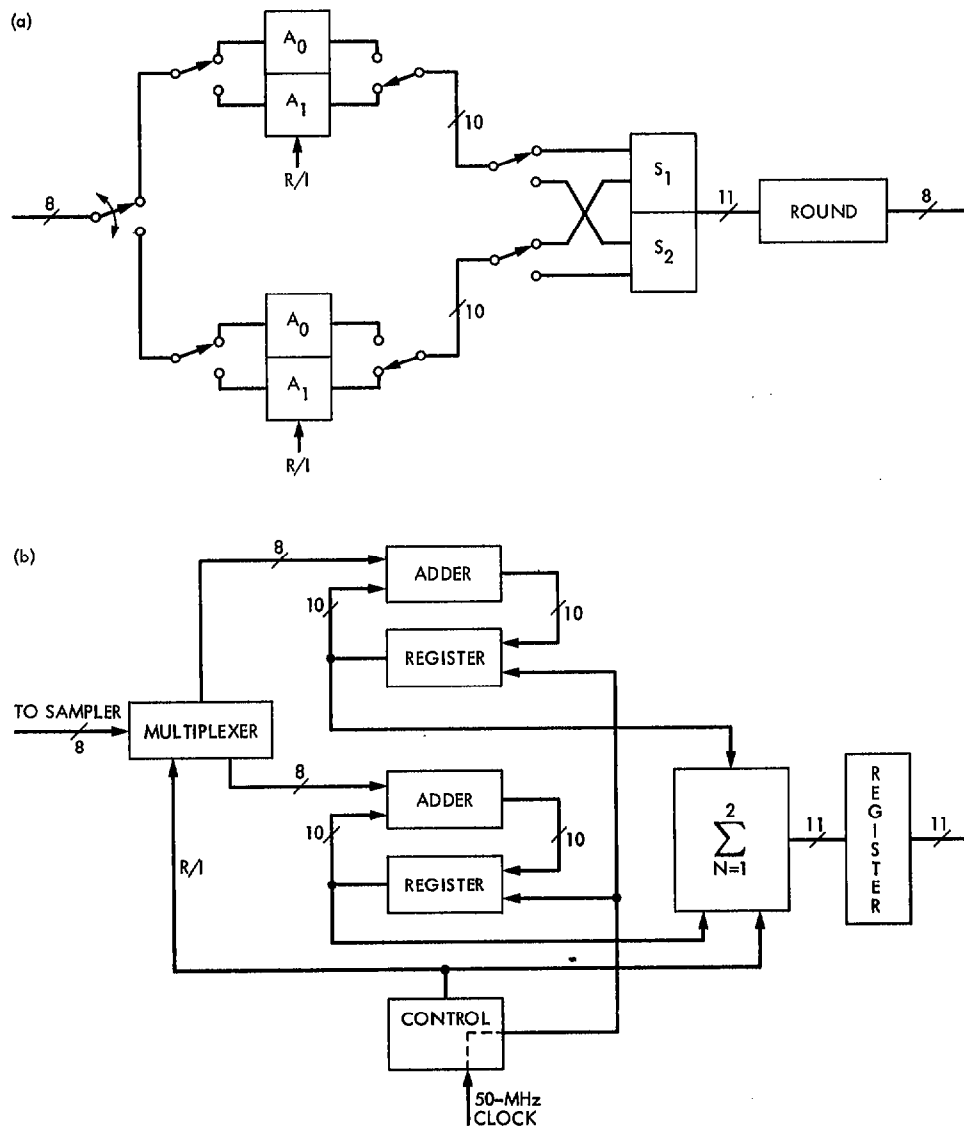 (a)
A0
A1
R/I
8
10
S1
S2
11
ROUND
8
10
A0
A1
R/I
(b)
8
ADDER
10
10
REGISTER
TO SAMPLER
8
MULTIPLEXER
8
ADDER
10
10
REGISTER
R/I
2
∑
N=1
11
REGISTER
11
CONTROL
50-MHz
CLOCK